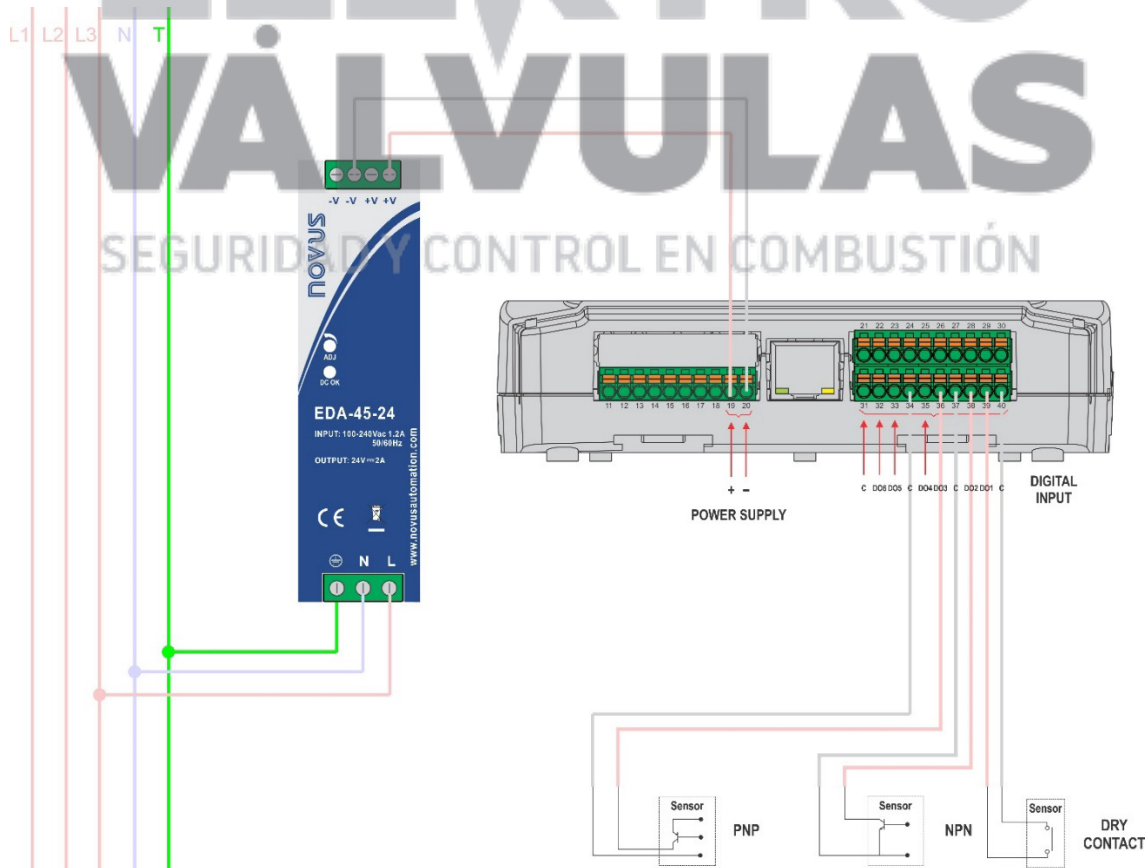 ELEKTRO
L1 L2 L3 N T
VÁLVULAS
SEGURIDAD Y CONTROL EN COMBUSTIÓN
-V -V +V +V
novus
ADJ
DC OK
EDA-45-24
INPUT: 100-240Vac 1.2A
50/60Hz
OUTPUT: 24V⎓2A
CE
www.novusautomation.com
N L
21 22 23 24 25 26 27 28 29 30
11 12 13 14 15 16 17 18 19 20
31 32 33 34 35 36 37 38 39 40
+ -
POWER SUPPLY
C DO6 DO5 C DO4 DO3 C DO2 DO1 C
DIGITAL
INPUT
Sensor
PNP
Sensor
NPN
Sensor
DRY
CONTACT